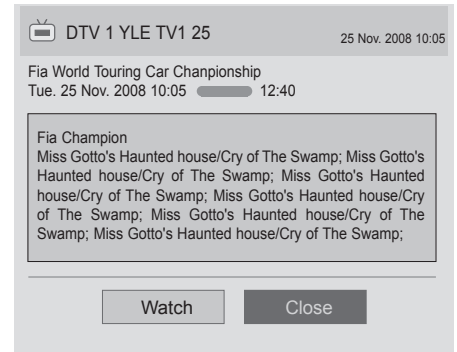 DTV 1 YLE TV1 25
25 Nov. 2008 10:05
Fia World Touring Car Chanpionship
Tue. 25 Nov. 2008 10:05 12:40
Fia Champion
Miss Gotto's Haunted house/Cry of The Swamp; Miss Gotto's
Haunted house/Cry of The Swamp; Miss Gotto's Haunted
house/Cry of The Swamp; Miss Gotto's Haunted house/Cry
of The Swamp; Miss Gotto's Haunted house/Cry of The
Swamp; Miss Gotto's Haunted house/Cry of The Swamp;
Watch
Close